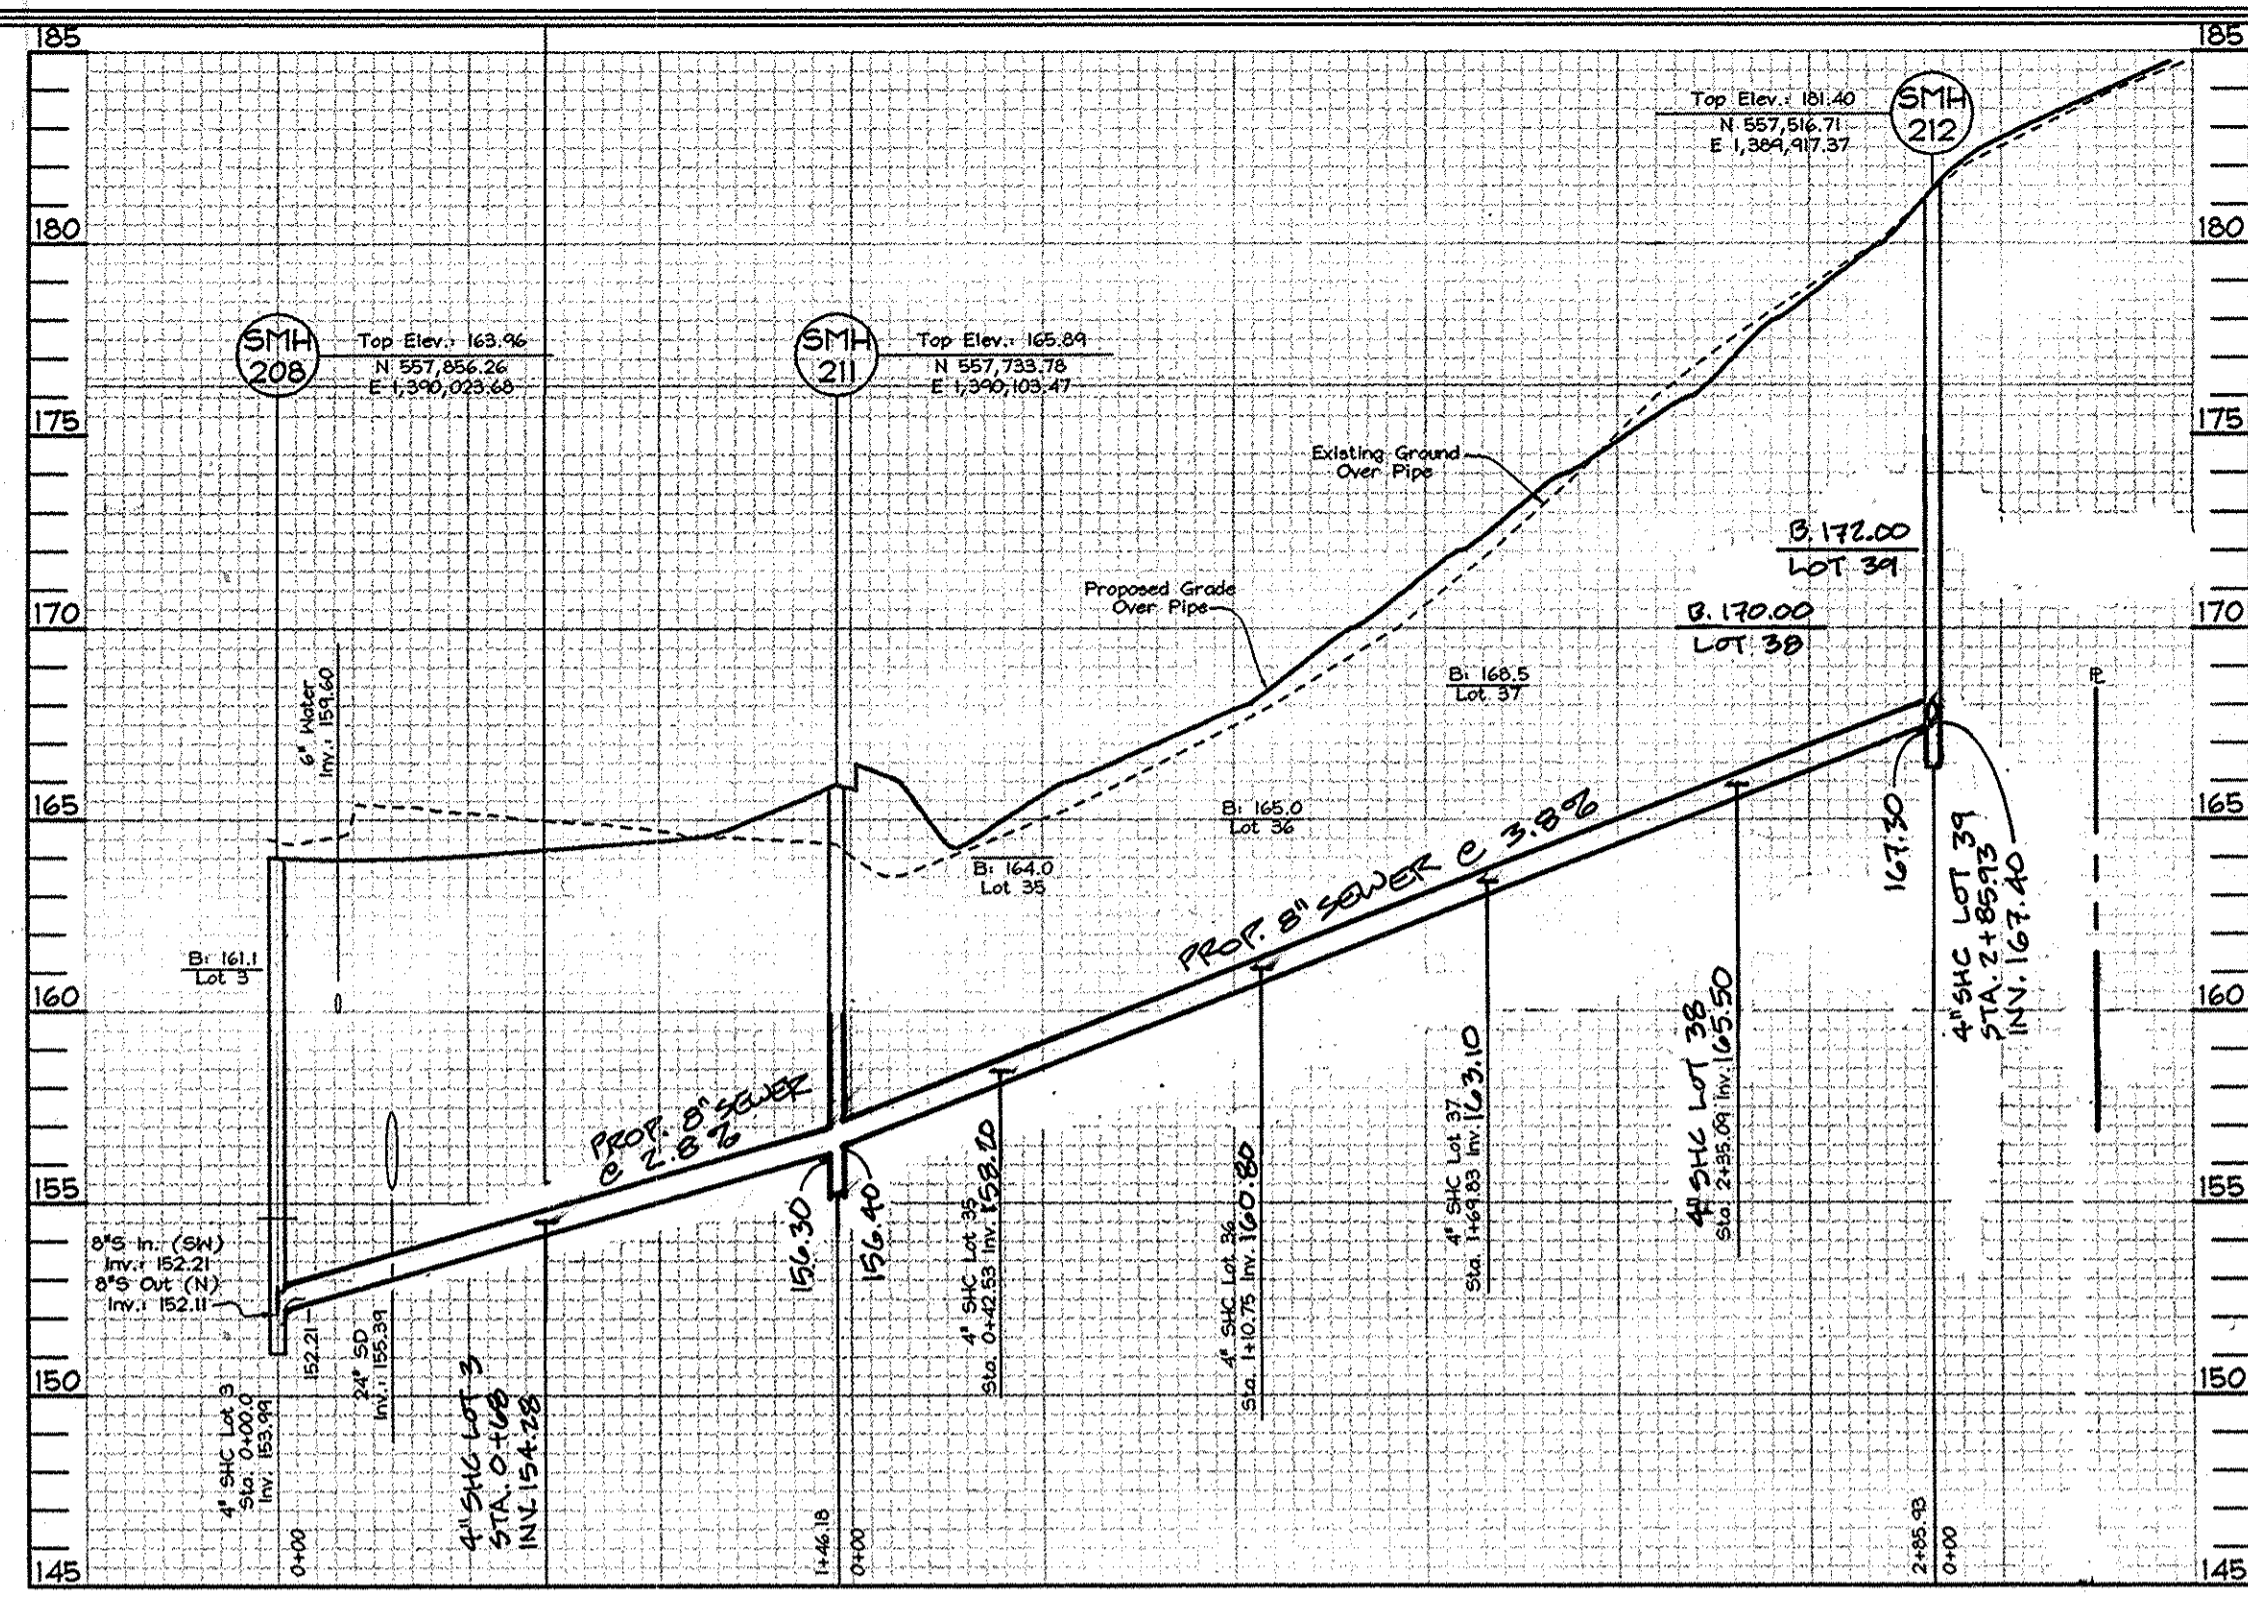 185
185
180
180
175
175
170
170
165
165
160
160
155
155
150
150
145
145
SMH
208
Top Elev.: 163.96
N 557,856.26
E 1,390,023.68
SMH
211
Top Elev.: 165.89
N 557,733.78
E 1,390,103.47
SMH
212
Top Elev.: 181.40
N 557,516.71
E 1,389,917.37
Existing Ground
Over Pipe
Proposed Grade
Over Pipe
B. 172.00
LOT 39
B. 170.00
LOT 38
B: 168.5
Lot 37
B: 165.0
Lot 36
B: 164.0
Lot 35
B: 161.1
Lot 3
6" Water
Inv.: 159.60
PROP. 8" SEWER
@ 2.8 %
PROP. 8" SEWER @ 3.8%
8"S In. (SW)
Inv.: 152.21
8"S Out (N)
Inv.: 152.11
152.21
24" SD
Inv.: 155.39
4" SHC Lot 3
Sta. 0+00.0
Inv. 153.99
4" SHC LOT 3
STA. 0+68
INV. 154.28
156.30
156.40
4" SHC Lot 35
Sta. 0+42.53 Inv. 158.20
4" SHC Lot 36
Sta. 1+10.75 Inv. 160.80
4" SHC Lot 37
Sta. 1+69.83 Inv. 163.10
4" SHC LOT 38
Sta. 2+35.09 Inv. 165.50
167.30
4" SHC LOT 39
STA. 2+85.93
INV. 167.40
PL
0+00
1+46.18
0+00
2+85.93
0+00